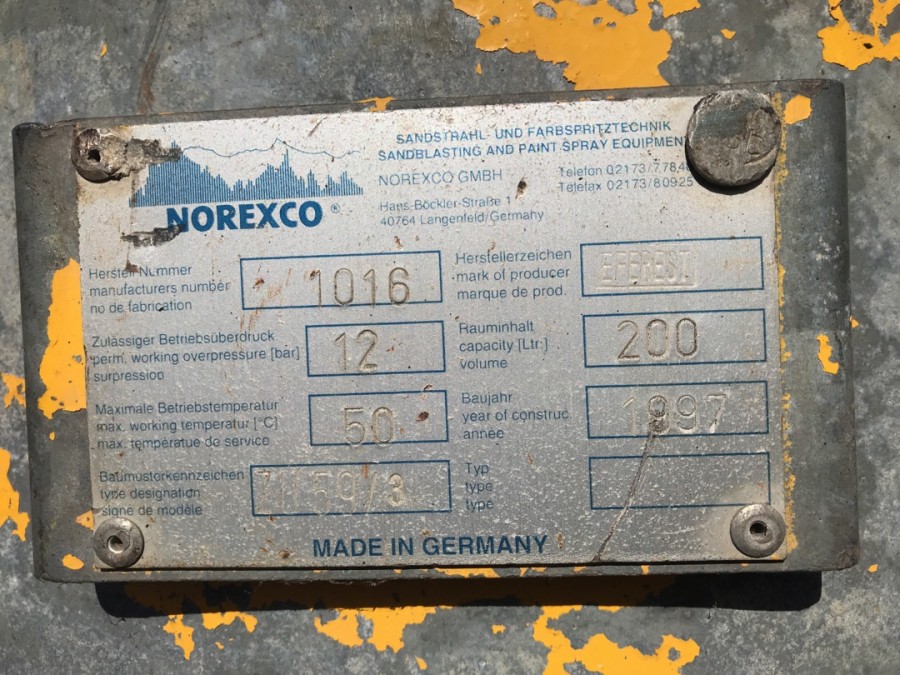 SANDSTRAHL- UND FARBSPRITZTECHNIK
SANDBLASTING AND PAINT SPRAY EQUIPMENT
NOREXCO GMBH
Telefon 02173/7784
Telefax 02173/80925
Hans-Böckler-Straße 1
40764 Langenfeld/Germany
NOREXCO ®
Herstell Nummer
manufacturers number
no de fabrication
1016
Herstellerzeichen
mark of producer
marque de prod.
Zulässiger Betriebsüberdruck
perm. working overpressure [bar]
surpression
12
Rauminhalt
capacity [Ltr.]
volume
200
Maximale Betriebstemperatur
max. working temperatur [°C]
max. température de service
50
Baujahr
year of construc.
année
1997
Baumusterkennzeichen
type designation
signe de modèle
Typ
type
type
MADE IN GERMANY